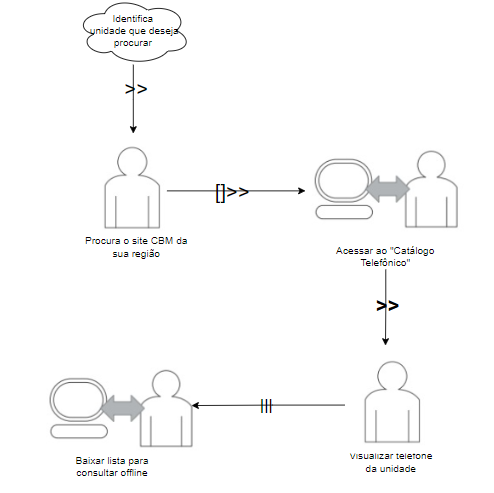 Identifica
unidade que deseja
procurar
>>
[]>>
Procura o site CBM da
sua região
Acessar ao "Catálogo
Telefônico"
>>
|||
Visualizar telefone
da unidade
Baixar lista para
consultar offline